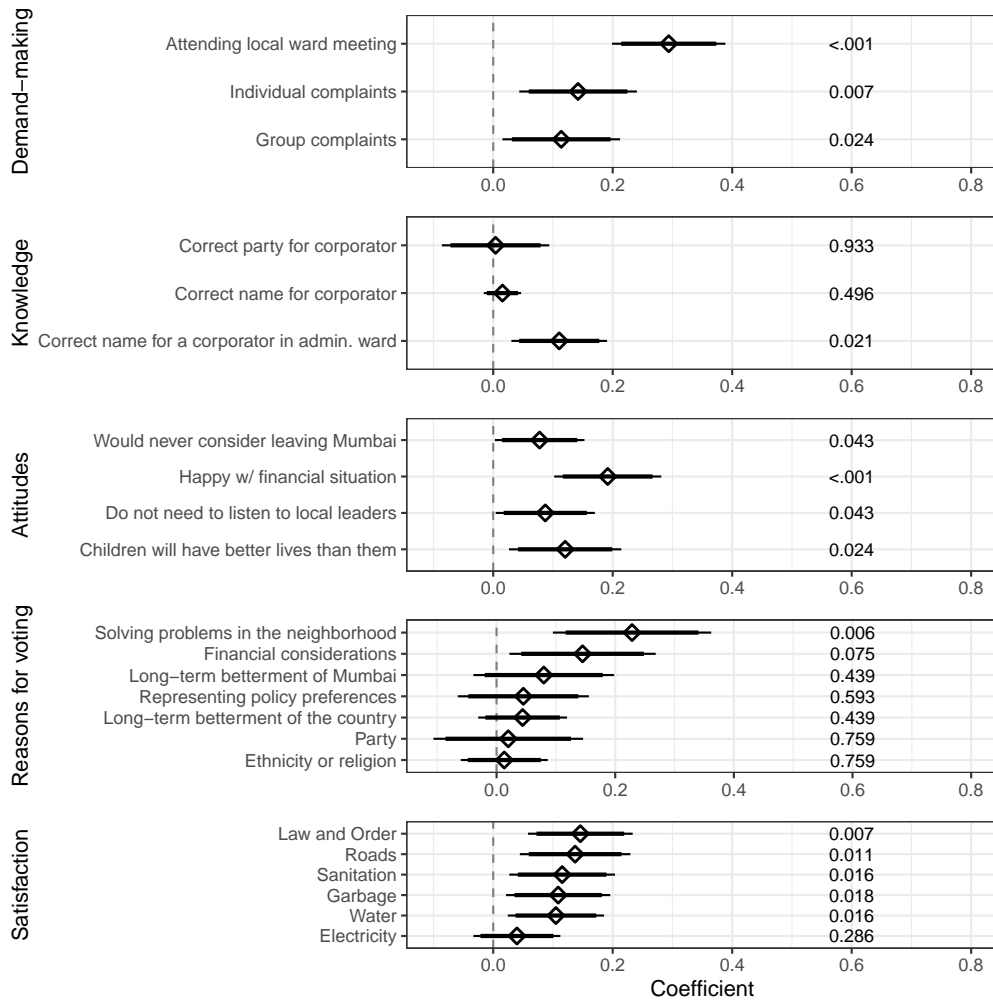 Demand−making
Attending local ward meeting <.001
Individual complaints 0.007
Group complaints 0.024
0.0 0.2 0.4 0.6 0.8
Knowledge
Correct party for corporator 0.933
Correct name for corporator 0.496
Correct name for a corporator in admin. ward 0.021
0.0 0.2 0.4 0.6 0.8
Attitudes
Would never consider leaving Mumbai 0.043
Happy w/ financial situation <.001
Do not need to listen to local leaders 0.043
Children will have better lives than them 0.024
0.0 0.2 0.4 0.6 0.8
Reasons for voting
Solving problems in the neighborhood 0.006
Financial considerations 0.075
Long−term betterment of Mumbai 0.439
Representing policy preferences 0.593
Long−term betterment of the country 0.439
Party 0.759
Ethnicity or religion 0.759
0.0 0.2 0.4 0.6 0.8
Satisfaction
Law and Order 0.007
Roads 0.011
Sanitation 0.016
Garbage 0.018
Water 0.016
Electricity 0.286
0.0 0.2 0.4 0.6 0.8
Coefficient